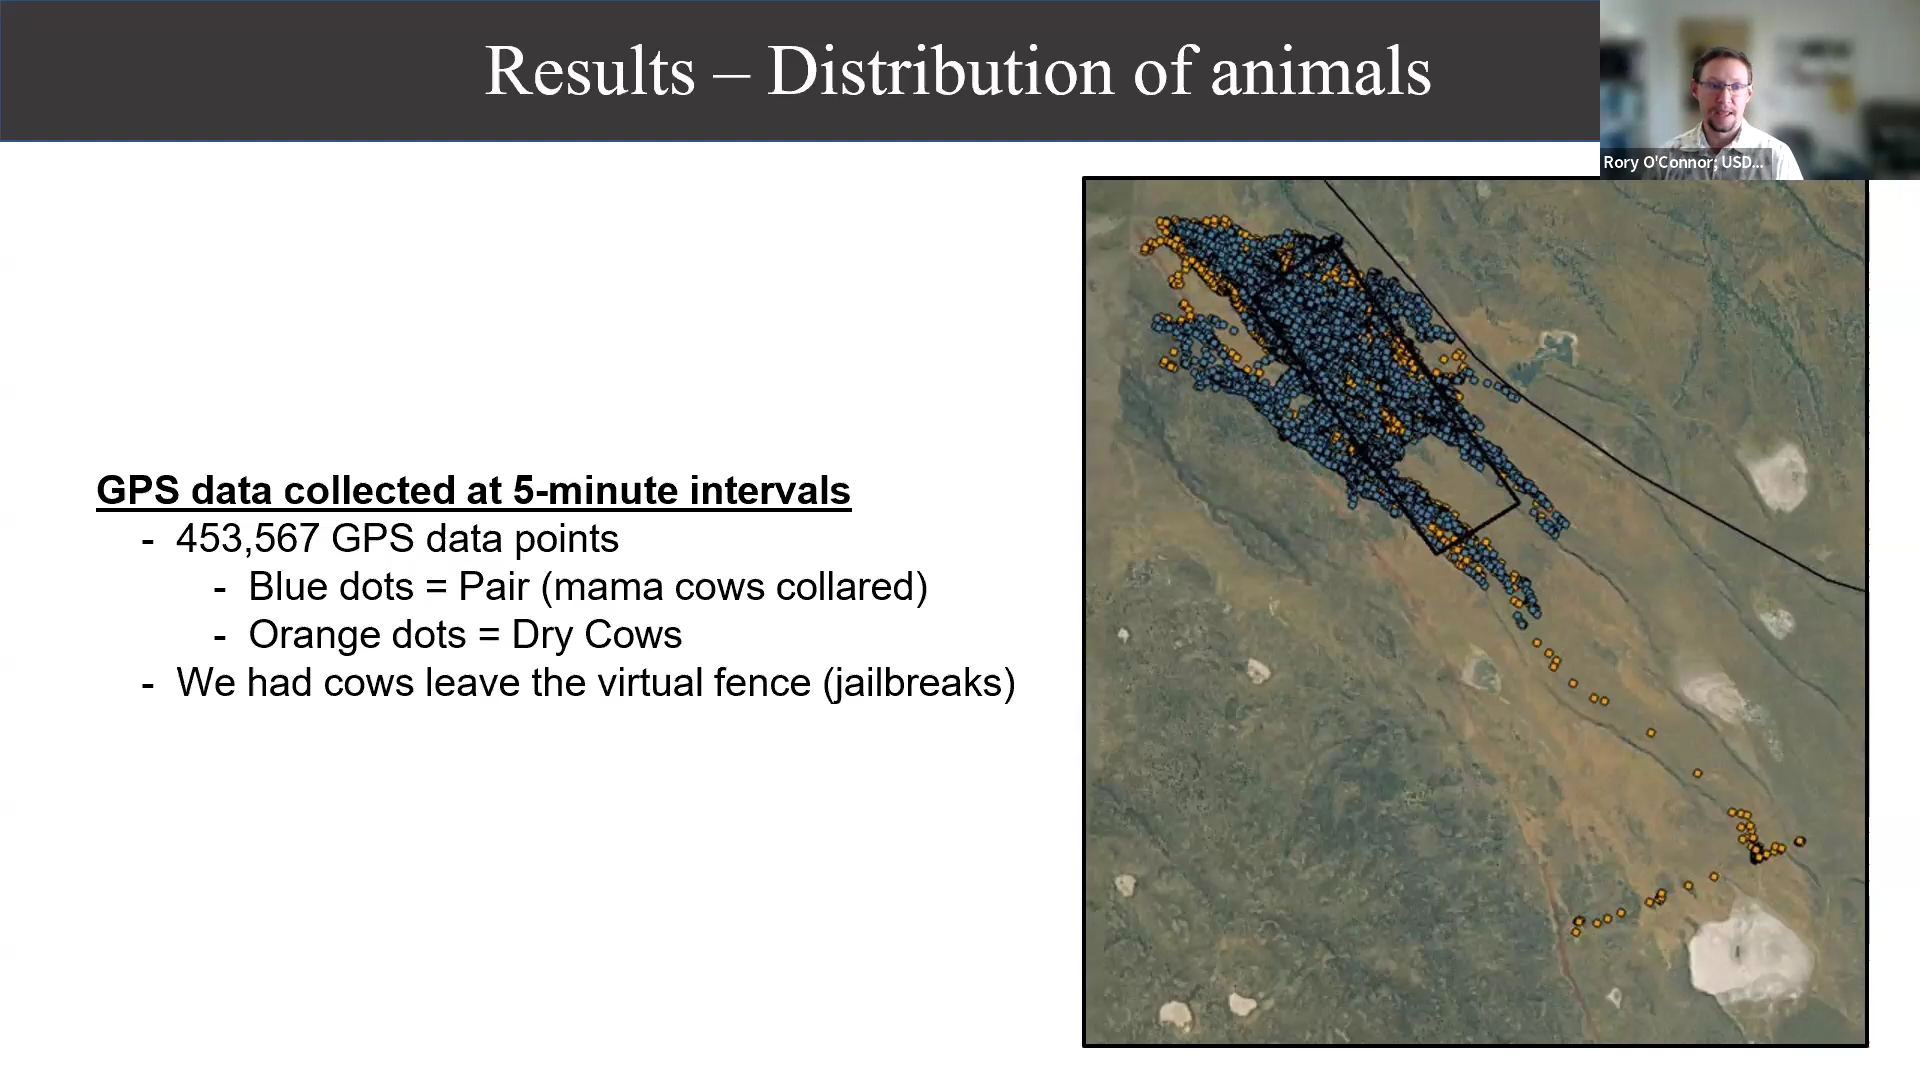 Results – Distribution of animals
Rory O'Connor; USD...
GPS data collected at 5-minute intervals
- 453,567 GPS data points
- Blue dots = Pair (mama cows collared)
- Orange dots = Dry Cows
- We had cows leave the virtual fence (jailbreaks)